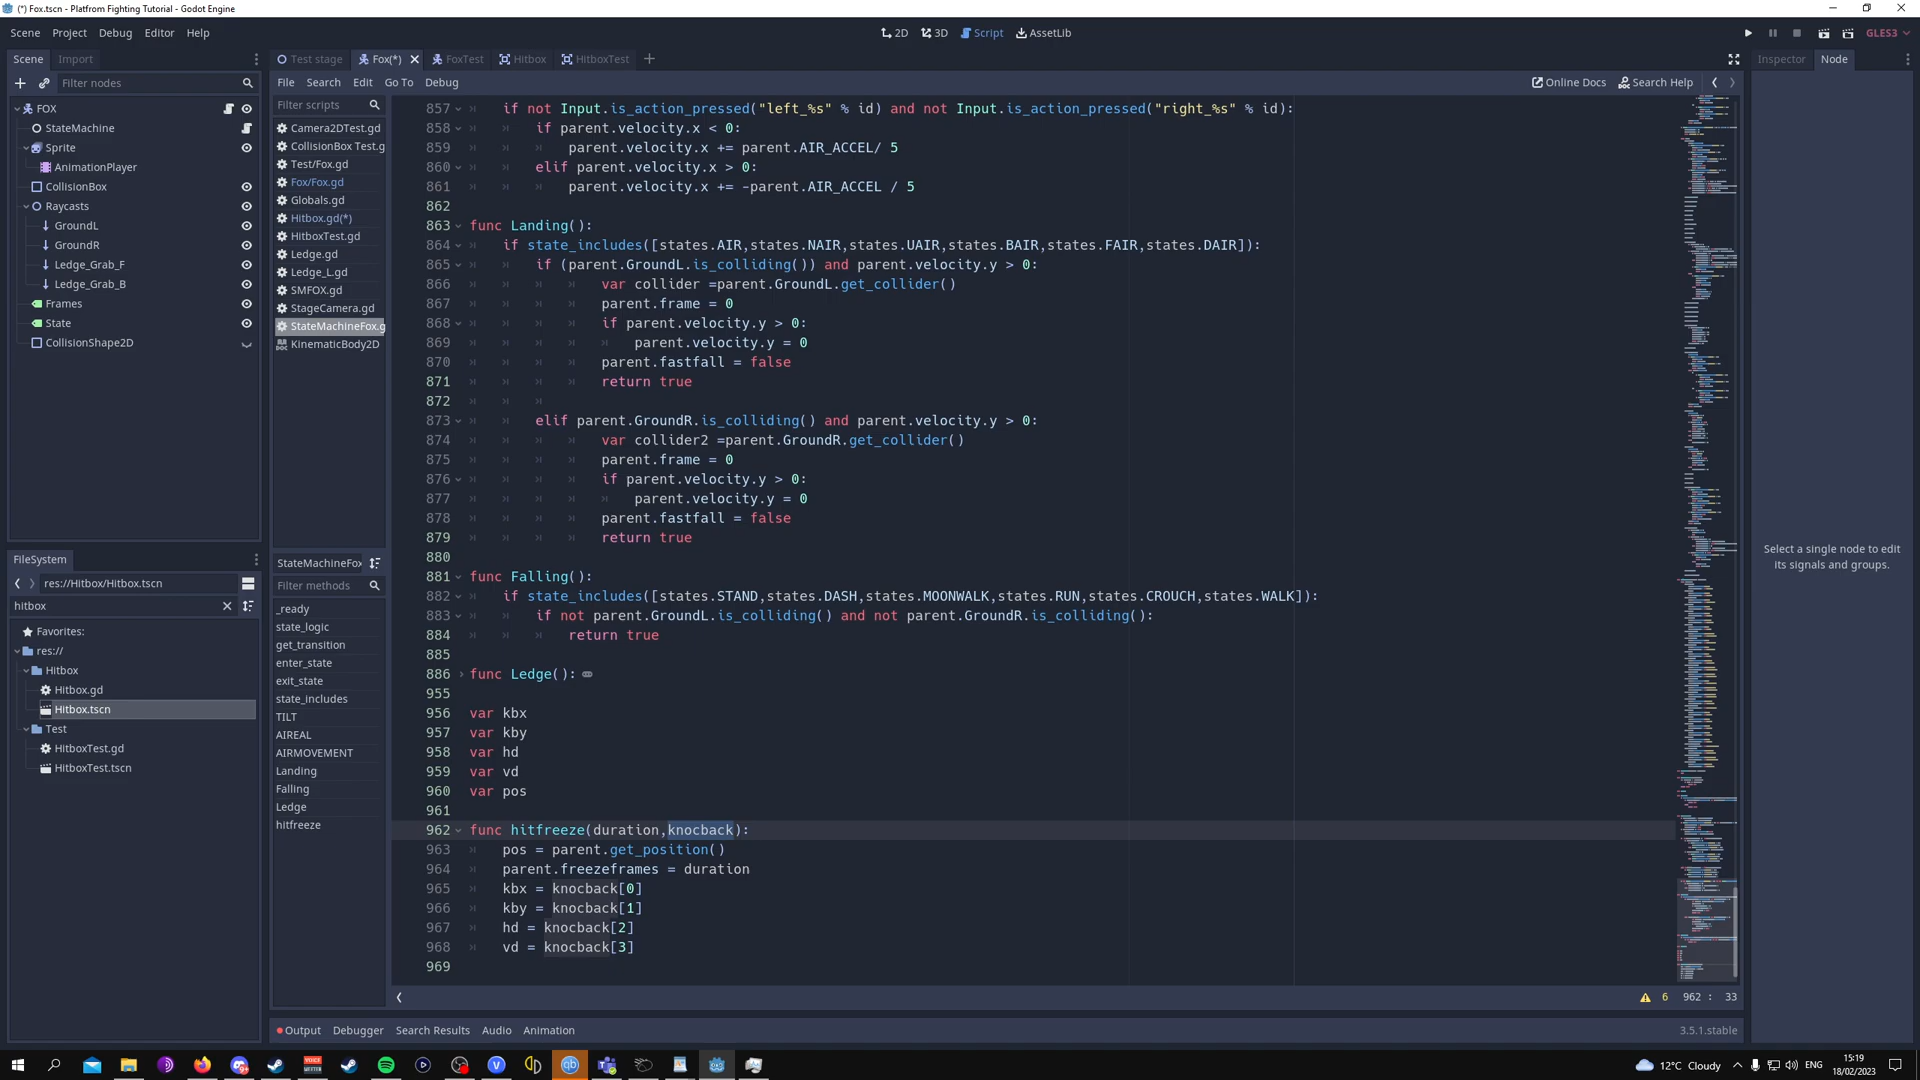 (*) Fox.tscn - Platfrom Fighting Tutorial - Godot Engine
Scene Project Debug Editor Help
2D 3D Script AssetLib
GLES3
Scene Import
Test stage Fox(*) FoxTest Hitbox HitboxTest
Inspector Node
Filter nodes
File Search Edit Go To Debug
Online Docs Search Help
FOX
StateMachine
Sprite
AnimationPlayer
CollisionBox
Raycasts
GroundL
GroundR
Ledge_Grab_F
Ledge_Grab_B
Frames
State
CollisionShape2D
Filter scripts
Camera2DTest.gd
CollisionBox Test.g
Test/Fox.gd
Fox/Fox.gd
Globals.gd
Hitbox.gd(*)
HitboxTest.gd
Ledge.gd
Ledge_L.gd
SMFOX.gd
StageCamera.gd
StateMachineFox.g
KinematicBody2D
StateMachineFox
Filter methods
_ready
state_logic
get_transition
enter_state
exit_state
state_includes
TILT
AIREAL
AIRMOVEMENT
Landing
Falling
Ledge
hitfreeze
FileSystem
res://Hitbox/Hitbox.tscn
hitbox
Favorites:
res://
Hitbox
Hitbox.gd
Hitbox.tscn
Test
HitboxTest.gd
HitboxTest.tscn
857 if not Input.is_action_pressed("left_%s" % id) and not Input.is_action_pressed("right_%s" % id):
858 if parent.velocity.x < 0:
859 parent.velocity.x += parent.AIR_ACCEL/ 5
860 elif parent.velocity.x > 0:
861 parent.velocity.x += -parent.AIR_ACCEL / 5
862
863 func Landing():
864 if state_includes([states.AIR,states.NAIR,states.UAIR,states.BAIR,states.FAIR,states.DAIR]):
865 if (parent.GroundL.is_colliding()) and parent.velocity.y > 0:
866 var collider =parent.GroundL.get_collider()
867 parent.frame = 0
868 if parent.velocity.y > 0:
869 parent.velocity.y = 0
870 parent.fastfall = false
871 return true
872
873 elif parent.GroundR.is_colliding() and parent.velocity.y > 0:
874 var collider2 =parent.GroundR.get_collider()
875 parent.frame = 0
876 if parent.velocity.y > 0:
877 parent.velocity.y = 0
878 parent.fastfall = false
879 return true
880
881 func Falling():
882 if state_includes([states.STAND,states.DASH,states.MOONWALK,states.RUN,states.CROUCH,states.WALK]):
883 if not parent.GroundL.is_colliding() and not parent.GroundR.is_colliding():
884 return true
885
886 func Ledge():
955
956 var kbx
957 var kby
958 var hd
959 var vd
960 var pos
961
962 func hitfreeze(duration,knocback):
963 pos = parent.get_position()
964 parent.freezeframes = duration
965 kbx = knocback[0]
966 kby = knocback[1]
967 hd = knocback[2]
968 vd = knocback[3]
969
6 962 : 33
Select a single node to edit
its signals and groups.
Output Debugger Search Results Audio Animation
3.5.1.stable
12°C Cloudy ENG
15:19
18/02/2023